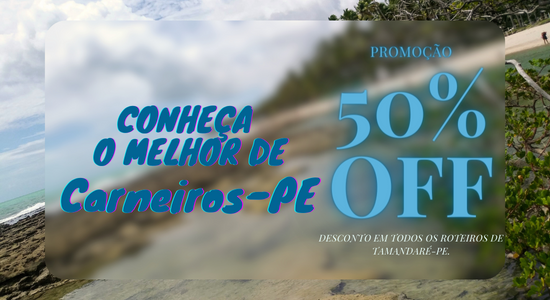 CONHEÇA
O MELHOR DE
Carneiros-PE
PROMOÇÃO
50%
OFF
DESCONTO EM TODOS OS ROTEIROS DE
TAMANDARÉ-PE.